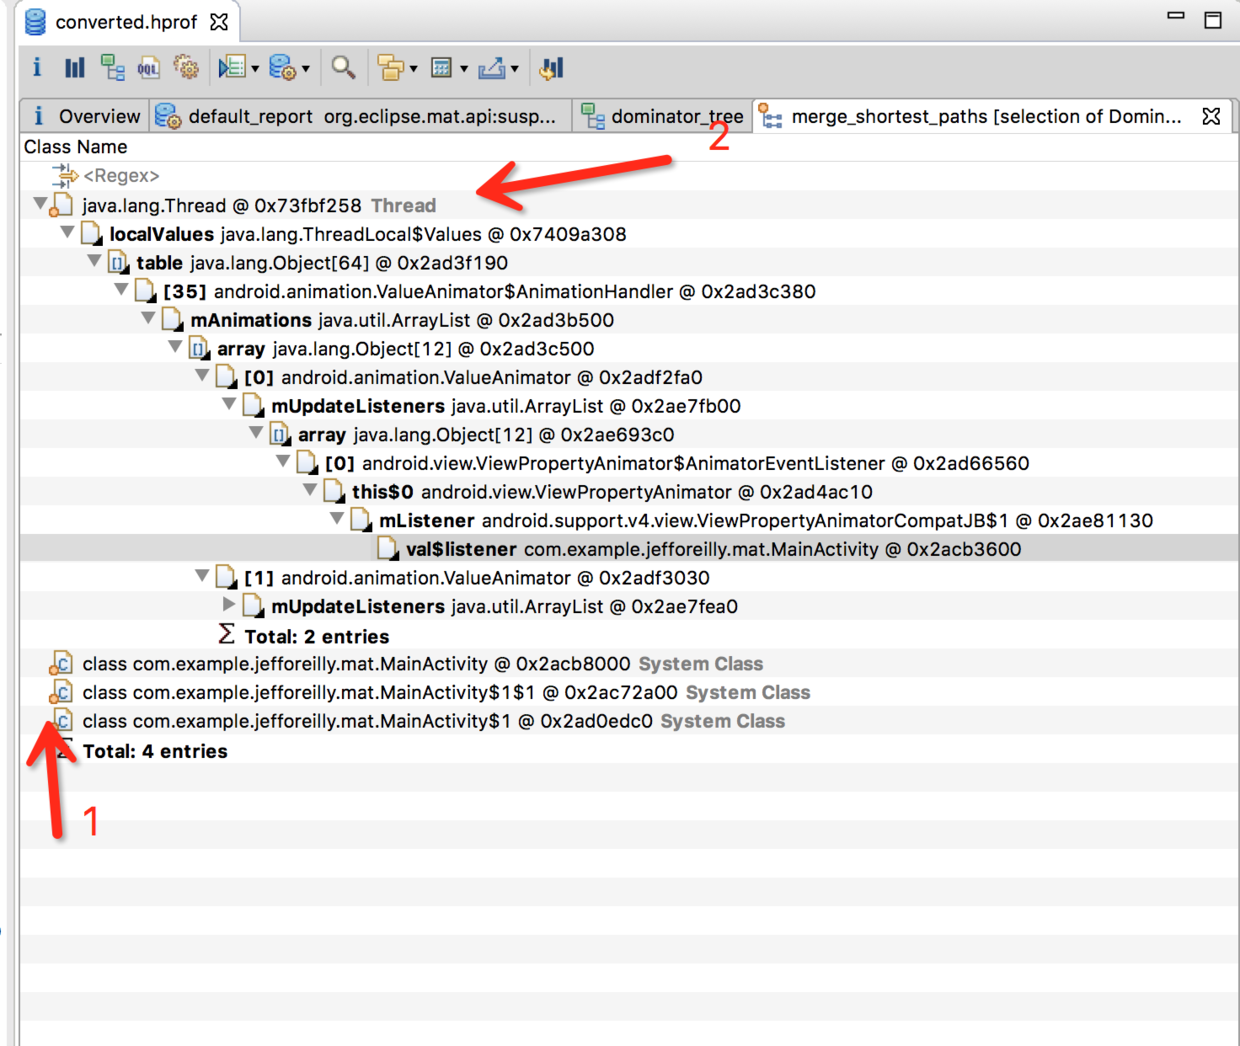 converted.hprof
i OQL
i Overview default_report org.eclipse.mat.api:susp... dominator_tree merge_shortest_paths [selection of Domin...
2
Class Name
<Regex>
java.lang.Thread @ 0x73fbf258 Thread
localValues java.lang.ThreadLocal$Values @ 0x7409a308
table java.lang.Object[64] @ 0x2ad3f190
[35] android.animation.ValueAnimator$AnimationHandler @ 0x2ad3c380
mAnimations java.util.ArrayList @ 0x2ad3b500
array java.lang.Object[12] @ 0x2ad3c500
[0] android.animation.ValueAnimator @ 0x2adf2fa0
mUpdateListeners java.util.ArrayList @ 0x2ae7fb00
array java.lang.Object[12] @ 0x2ae693c0
[0] android.view.ViewPropertyAnimator$AnimatorEventListener @ 0x2ad66560
this$0 android.view.ViewPropertyAnimator @ 0x2ad4ac10
mListener android.support.v4.view.ViewPropertyAnimatorCompatJB$1 @ 0x2ae81130
val$listener com.example.jefforeilly.mat.MainActivity @ 0x2acb3600
[1] android.animation.ValueAnimator @ 0x2adf3030
mUpdateListeners java.util.ArrayList @ 0x2ae7fea0
Σ Total: 2 entries
class com.example.jefforeilly.mat.MainActivity @ 0x2acb8000 System Class
class com.example.jefforeilly.mat.MainActivity$1$1 @ 0x2ac72a00 System Class
class com.example.jefforeilly.mat.MainActivity$1 @ 0x2ad0edc0 System Class
Σ Total: 4 entries
1